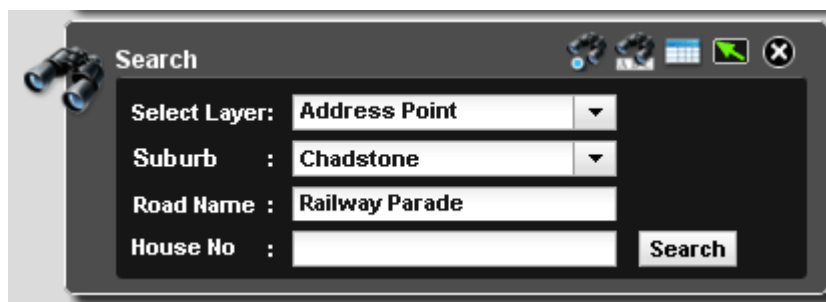 Search
Select Layer: Address Point
Suburb : Chadstone
Road Name : Railway Parade
House No :
Search